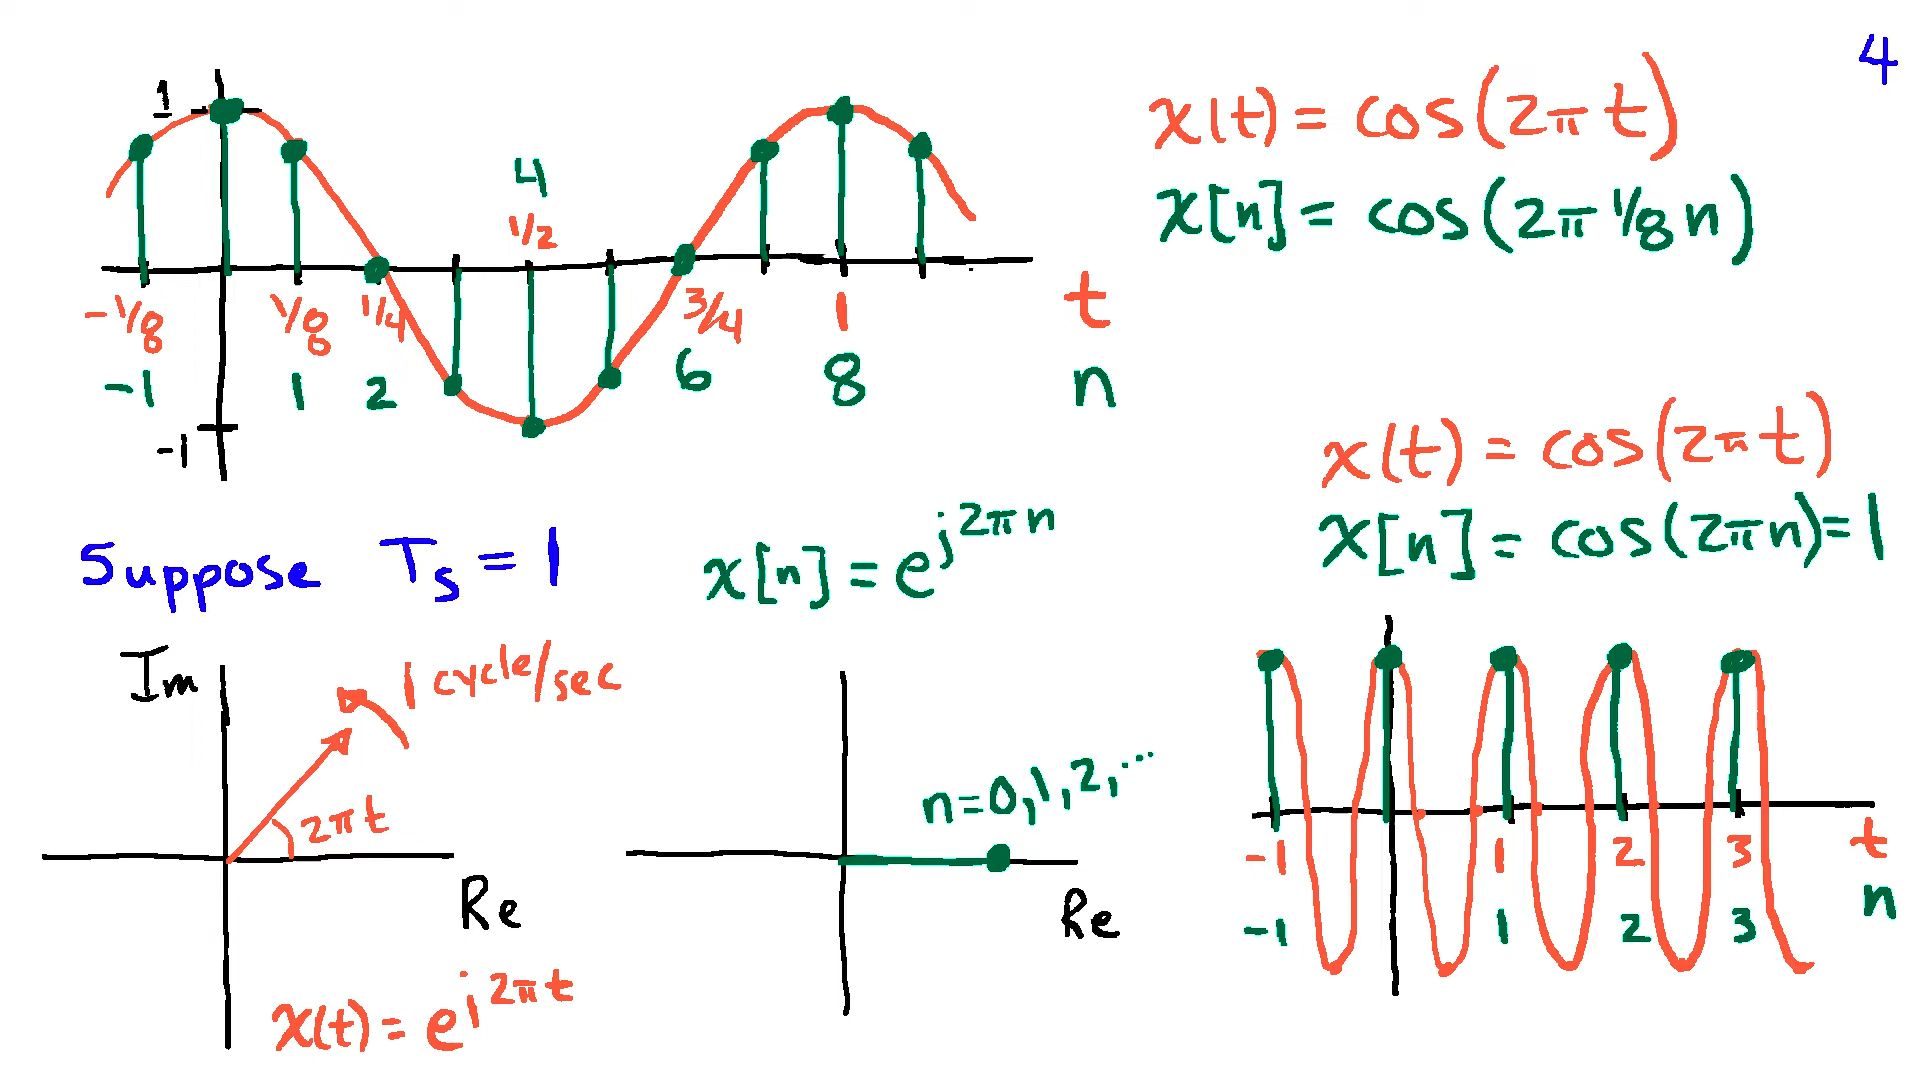 4
x(t) = cos(2π t)
x[n] = cos(2π 1/8 n)
1
4
1/2
-1/8 1/8 1/4 3/4 1 t
-1 1 2 6 8 n
-1
x(t) = cos(2π t)
x[n] = cos(2πn) = 1
Suppose Ts = 1
x[n] = e^{j2πn}
Im
1 cycle/sec
2πt
Re
x(t) = e^{j2πt}
n=0,1,2,...
Re
-1 1 2 3 t
-1 1 2 3 n